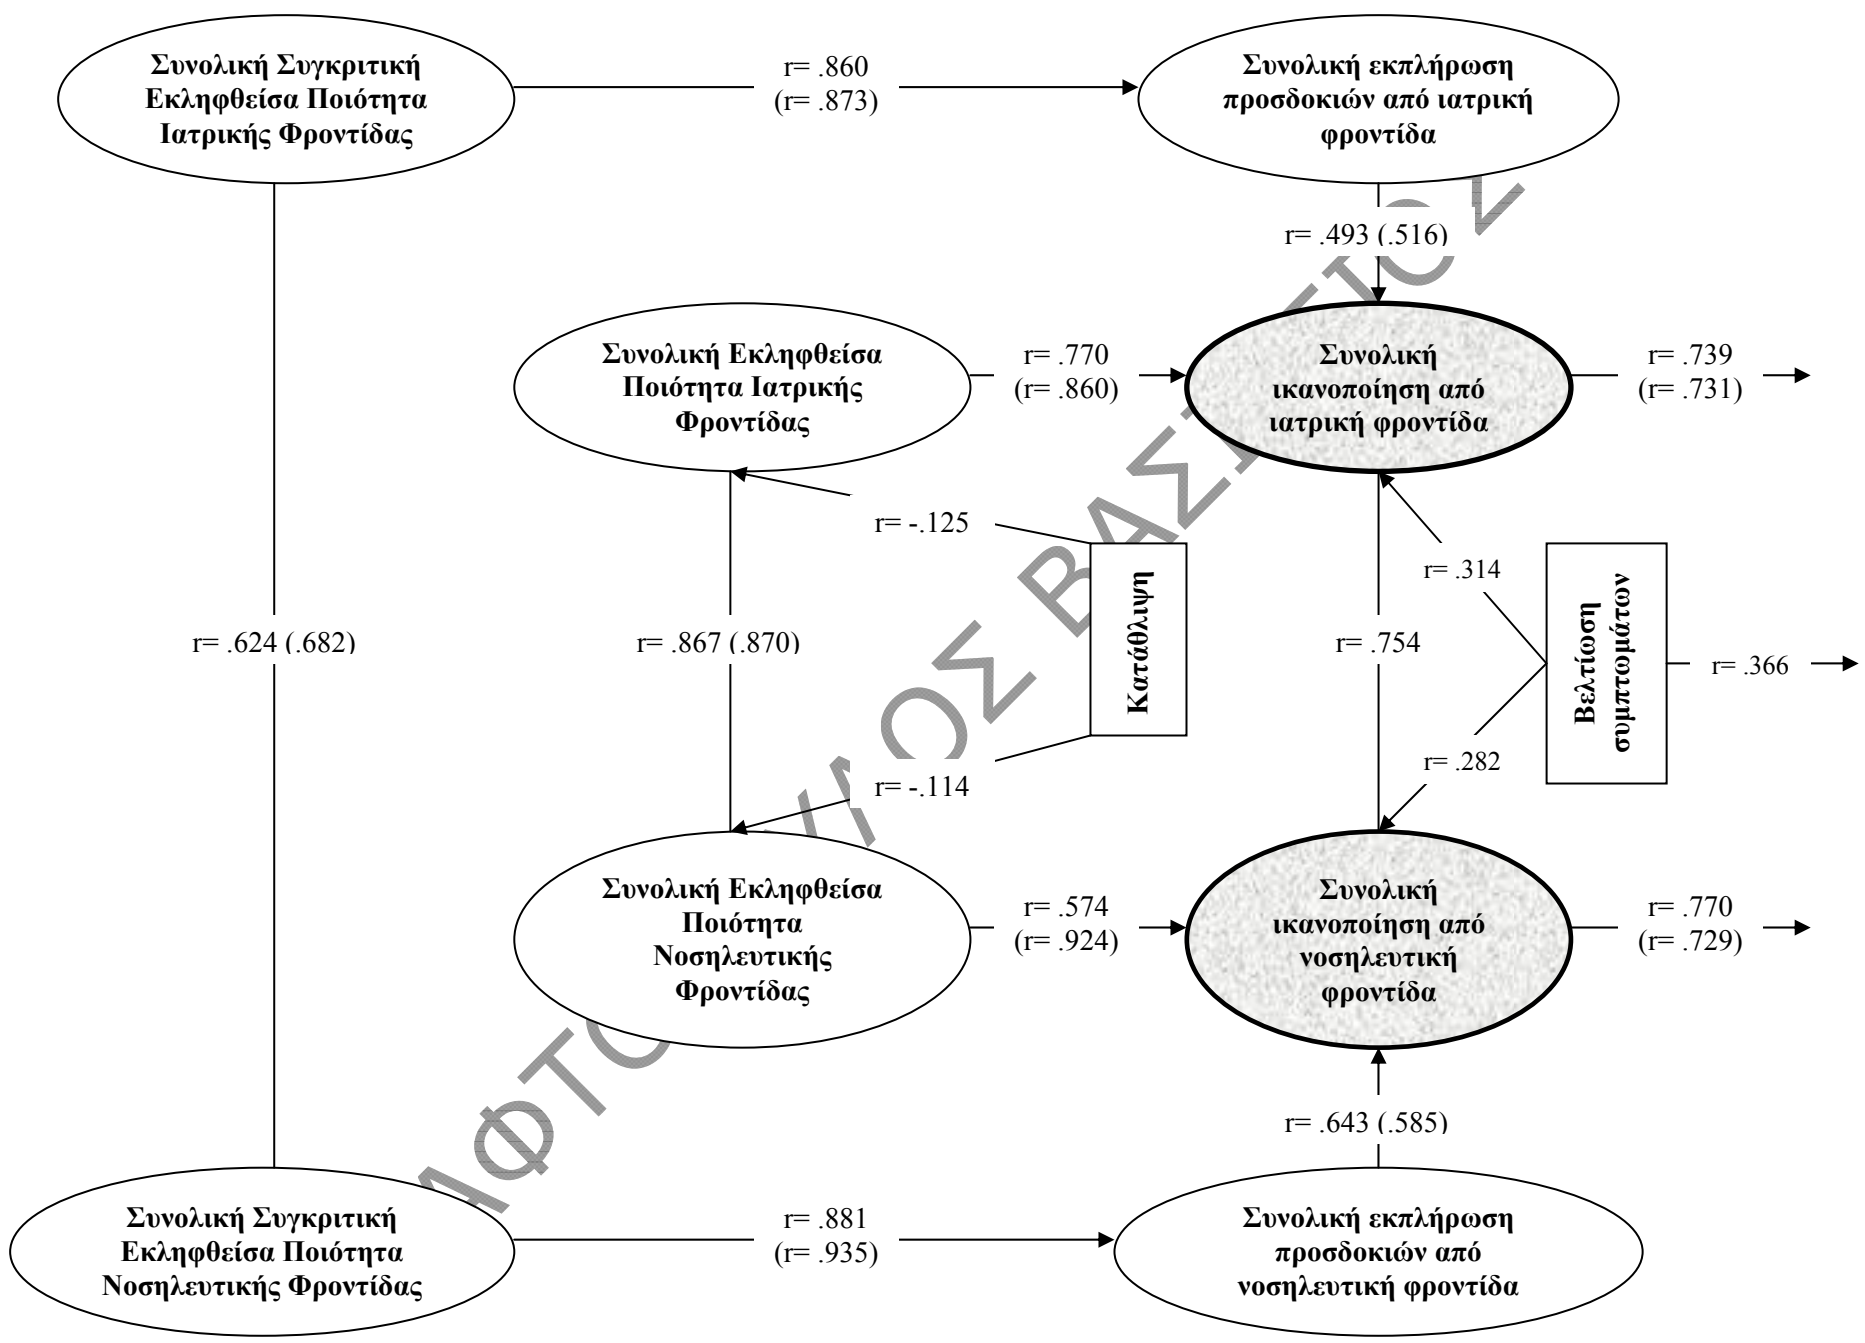 Συνολική Συγκριτική
Εκληφθείσα Ποιότητα
Ιατρικής Φροντίδας
r= .860
(r= .873)
Συνολική εκπλήρωση
προσδοκιών από ιατρική
φροντίδα
r= .493 (.516)
Συνολική Εκληφθείσα
Ποιότητα Ιατρικής
Φροντίδας
r= .770
(r= .860)
Συνολική
ικανοποίηση από
ιατρική φροντίδα
r= .739
(r= .731)
r= -.125
r= .314
r= .624 (.682)
r= .867 (.870)
Κατάθλιψη
r= .754
Βελτίωση
συμπτομάτων
r= .366
r= -.114
r= .282
Συνολική Εκληφθείσα
Ποιότητα
Νοσηλευτικής
Φροντίδας
r= .574
(r= .924)
Συνολική
ικανοποίηση από
νοσηλευτική
φροντίδα
r= .770
(r= .729)
r= .643 (.585)
Συνολική Συγκριτική
Εκληφθείσα Ποιότητα
Νοσηλευτικής Φροντίδας
r= .881
(r= .935)
Συνολική εκπλήρωση
προσδοκιών από
νοσηλευτική φροντίδα